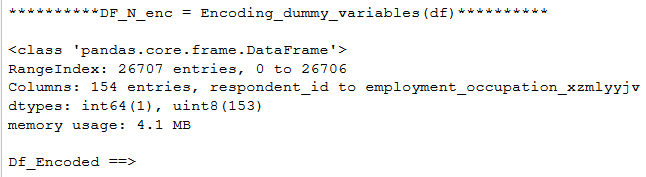 **********DF_N_enc = Encoding_dummy_variables(df)**********
<class 'pandas.core.frame.DataFrame'>
RangeIndex: 26707 entries, 0 to 26706
Columns: 154 entries, respondent_id to employment_occupation_xzmlyyjv
dtypes: int64(1), uint8(153)
memory usage: 4.1 MB
Df_Encoded ==>